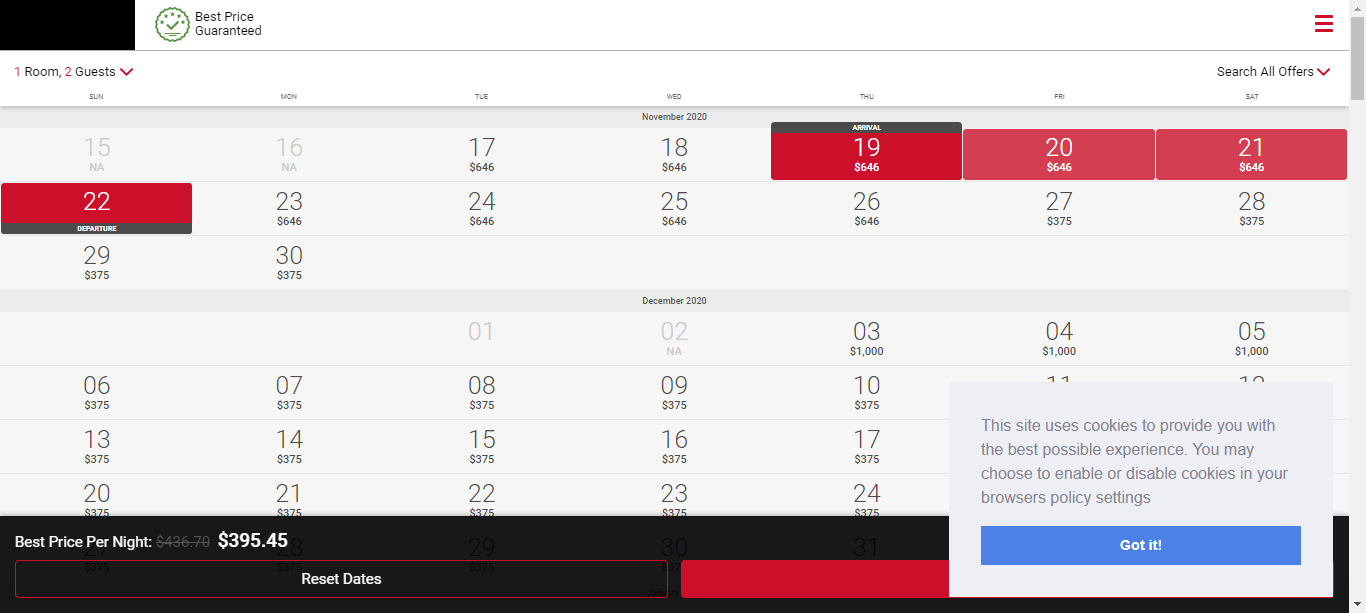 Best Price
Guaranteed
1 Room, 2 Guests
Search All Offers
SUN MON TUE WED THU FRI SAT
November 2020
ARRIVAL
15 16 17 18 19 20 21
NA NA $646 $646 $646 $646 $646
22 23 24 25 26 27 28
$646 $646 $646 $646 $375 $375
DEPARTURE
29 30
$375 $375
December 2020
01 02 03 04 05
NA $1,000 $1,000 $1,000
06 07 08 09 10
$375 $375 $375 $375 $375
13 14 15 16 17
$375 $375 $375 $375 $375
20 21 22 23 24
$375 $375 $375 $375 $375
27 28 29 30 31
$375 $375 $375
Best Price Per Night: $436.70 $395.45
Reset Dates
This site uses cookies to provide you with
the best possible experience. You may
choose to enable or disable cookies in your
browsers policy settings
Got it!